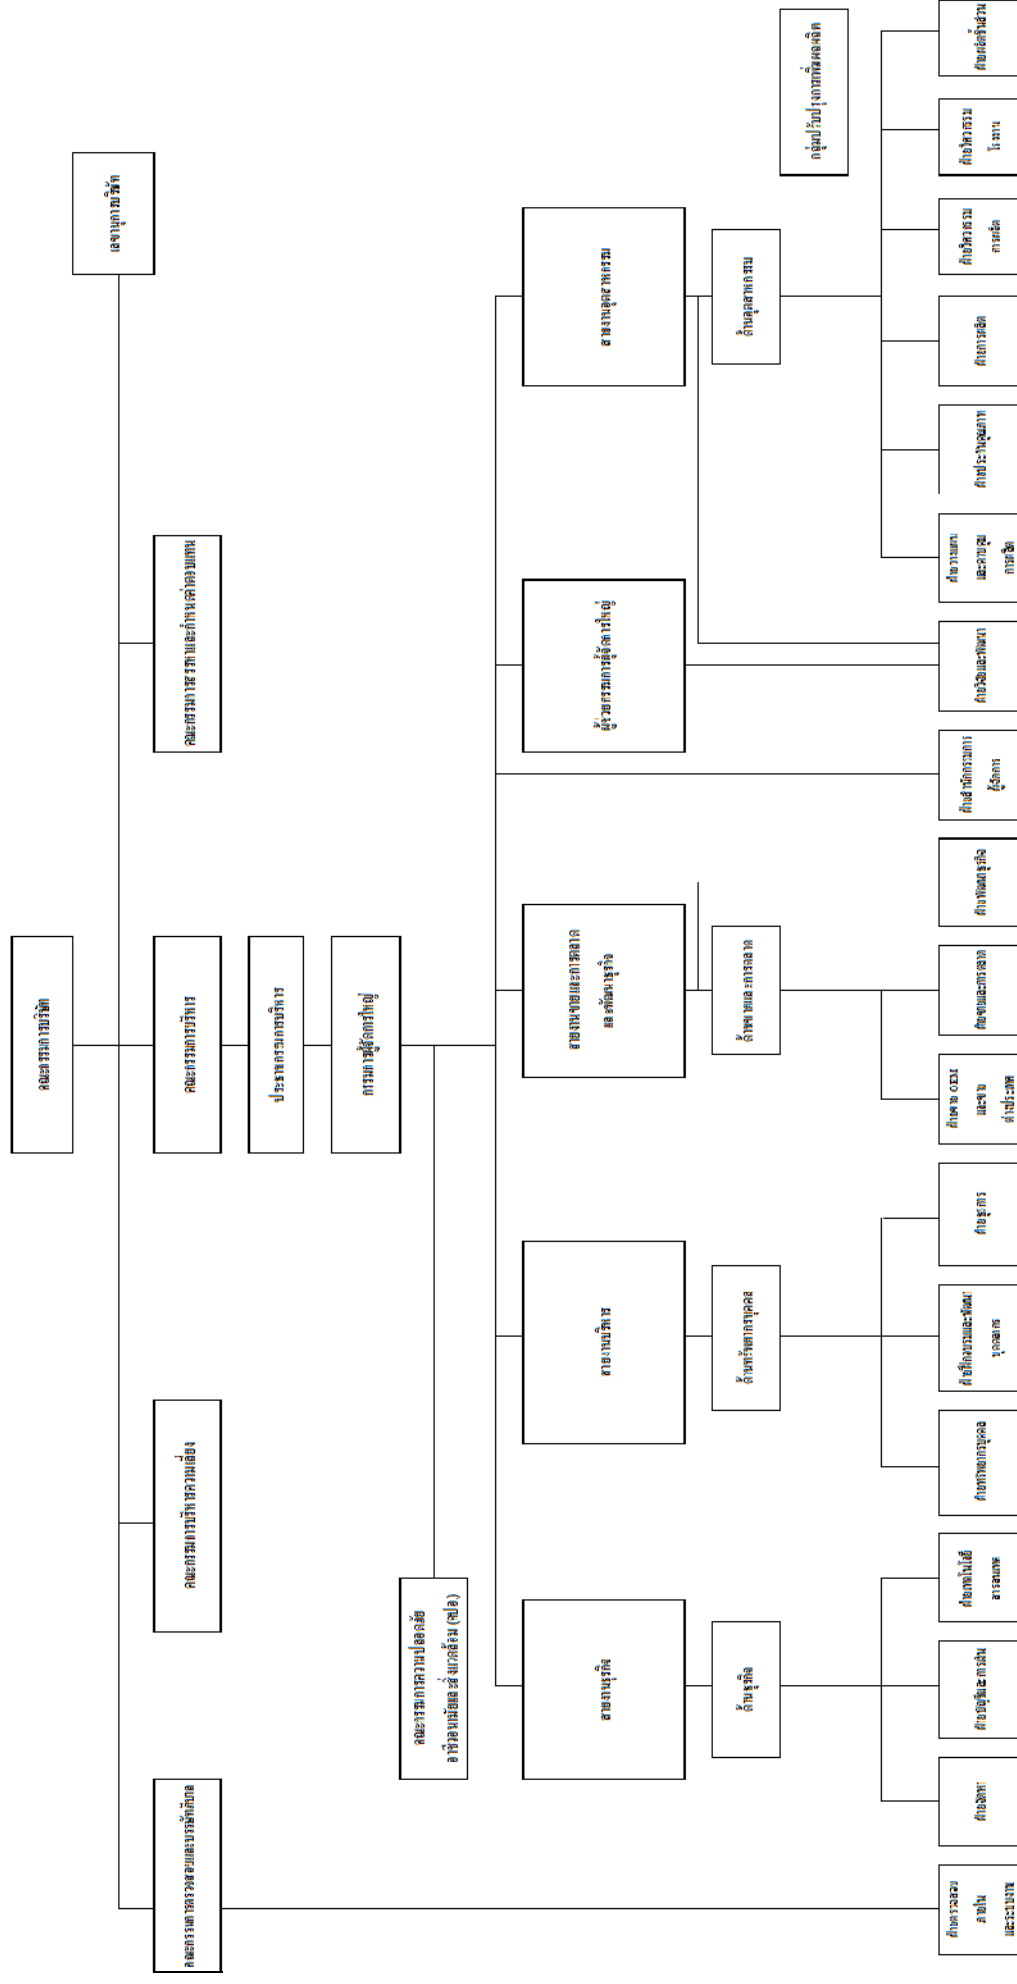 คณะกรรมการบริษัท
เลขานุการบริษัท
คณะกรรมการตรวจสอบและบรรษัทภิบาล
คณะกรรมการบริหารความเสี่ยง
คณะกรรมการบริหาร
คณะกรรมการสรรหาและกำหนดค่าตอบแทน
ประธานกรรมการบริหาร
กรรมการผู้จัดการใหญ่
คณะกรรมการความปลอดภัย
อาชีวอนามัยและสิ่งแวดล้อม (คปอ.)
สายงานธุรกิจ
สายงานบริหาร
สายงานขายและการตลาด
และพัฒนาธุรกิจ
ผู้ช่วยกรรมการผู้จัดการใหญ่
สายงานอุตสาหกรรม
ด้านธุรกิจ
ด้านทรัพยากรบุคคล
ด้านขายและการตลาด
ด้านอุตสาหกรรม
กลุ่มปรับปรุงการเพิ่มผลผลิต
ฝ่ายตรวจสอบ
ภายใน
และระบบงาน
ฝ่ายจัดหา
ฝ่ายบัญชีและการเงิน
ฝ่ายเทคโนโลยี
สารสนเทศ
ฝ่ายทรัพยากรบุคคล
ฝ่ายฝึกอบรมและพัฒนา
บุคคลากร
ฝ่ายธุรการ
ฝ่ายขาย OEM
และขาย
ต่างประเทศ
ฝ่ายขายและการตลาด
ฝ่ายพัฒนาธุรกิจ
ฝ่ายสำนักกรรมการ
ผู้จัดการ
ฝ่ายวิจัยและพัฒนา
ฝ่ายวางแผน
และควบคุม
การผลิต
ฝ่ายประกันคุณภาพ
ฝ่ายการผลิต
ฝ่ายวิศวกรรม
การผลิต
ฝ่ายวิศวกรรม
โรงงาน
ฝ่ายผลิตชิ้นส่วน